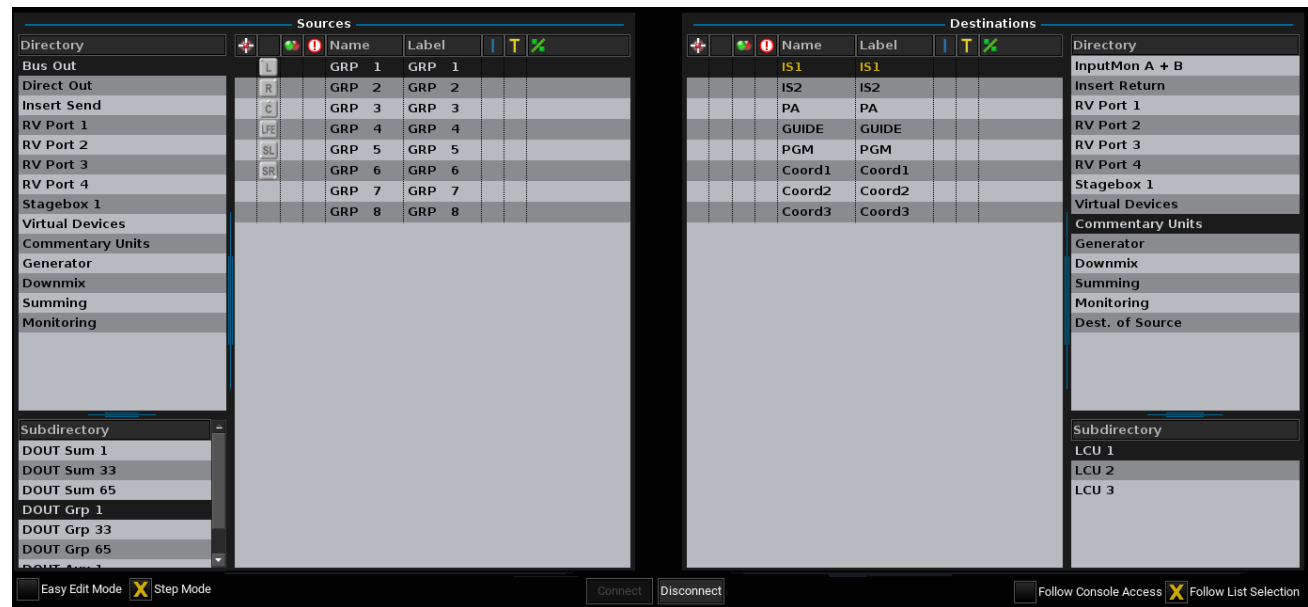 Sources
Directory
Bus Out
Direct Out
Insert Send
RV Port 1
RV Port 2
RV Port 3
RV Port 4
Stagebox 1
Virtual Devices
Commentary Units
Generator
Downmix
Summing
Monitoring
Subdirectory
DOUT Sum 1
DOUT Sum 33
DOUT Sum 65
DOUT Grp 1
DOUT Grp 33
DOUT Grp 65
DOUT Aux 1
Name Label I T
L GRP 1 GRP 1
R GRP 2 GRP 2
C GRP 3 GRP 3
LFE GRP 4 GRP 4
SL GRP 5 GRP 5
SR GRP 6 GRP 6
GRP 7 GRP 7
GRP 8 GRP 8
Destinations
Name Label I T
IS1 IS1
IS2 IS2
PA PA
GUIDE GUIDE
PGM PGM
Coord1 Coord1
Coord2 Coord2
Coord3 Coord3
Directory
InputMon A + B
Insert Return
RV Port 1
RV Port 2
RV Port 3
RV Port 4
Stagebox 1
Virtual Devices
Commentary Units
Generator
Downmix
Summing
Monitoring
Dest. of Source
Subdirectory
LCU 1
LCU 2
LCU 3
Easy Edit Mode X Step Mode
Connect Disconnect
Follow Console Access X Follow List Selection